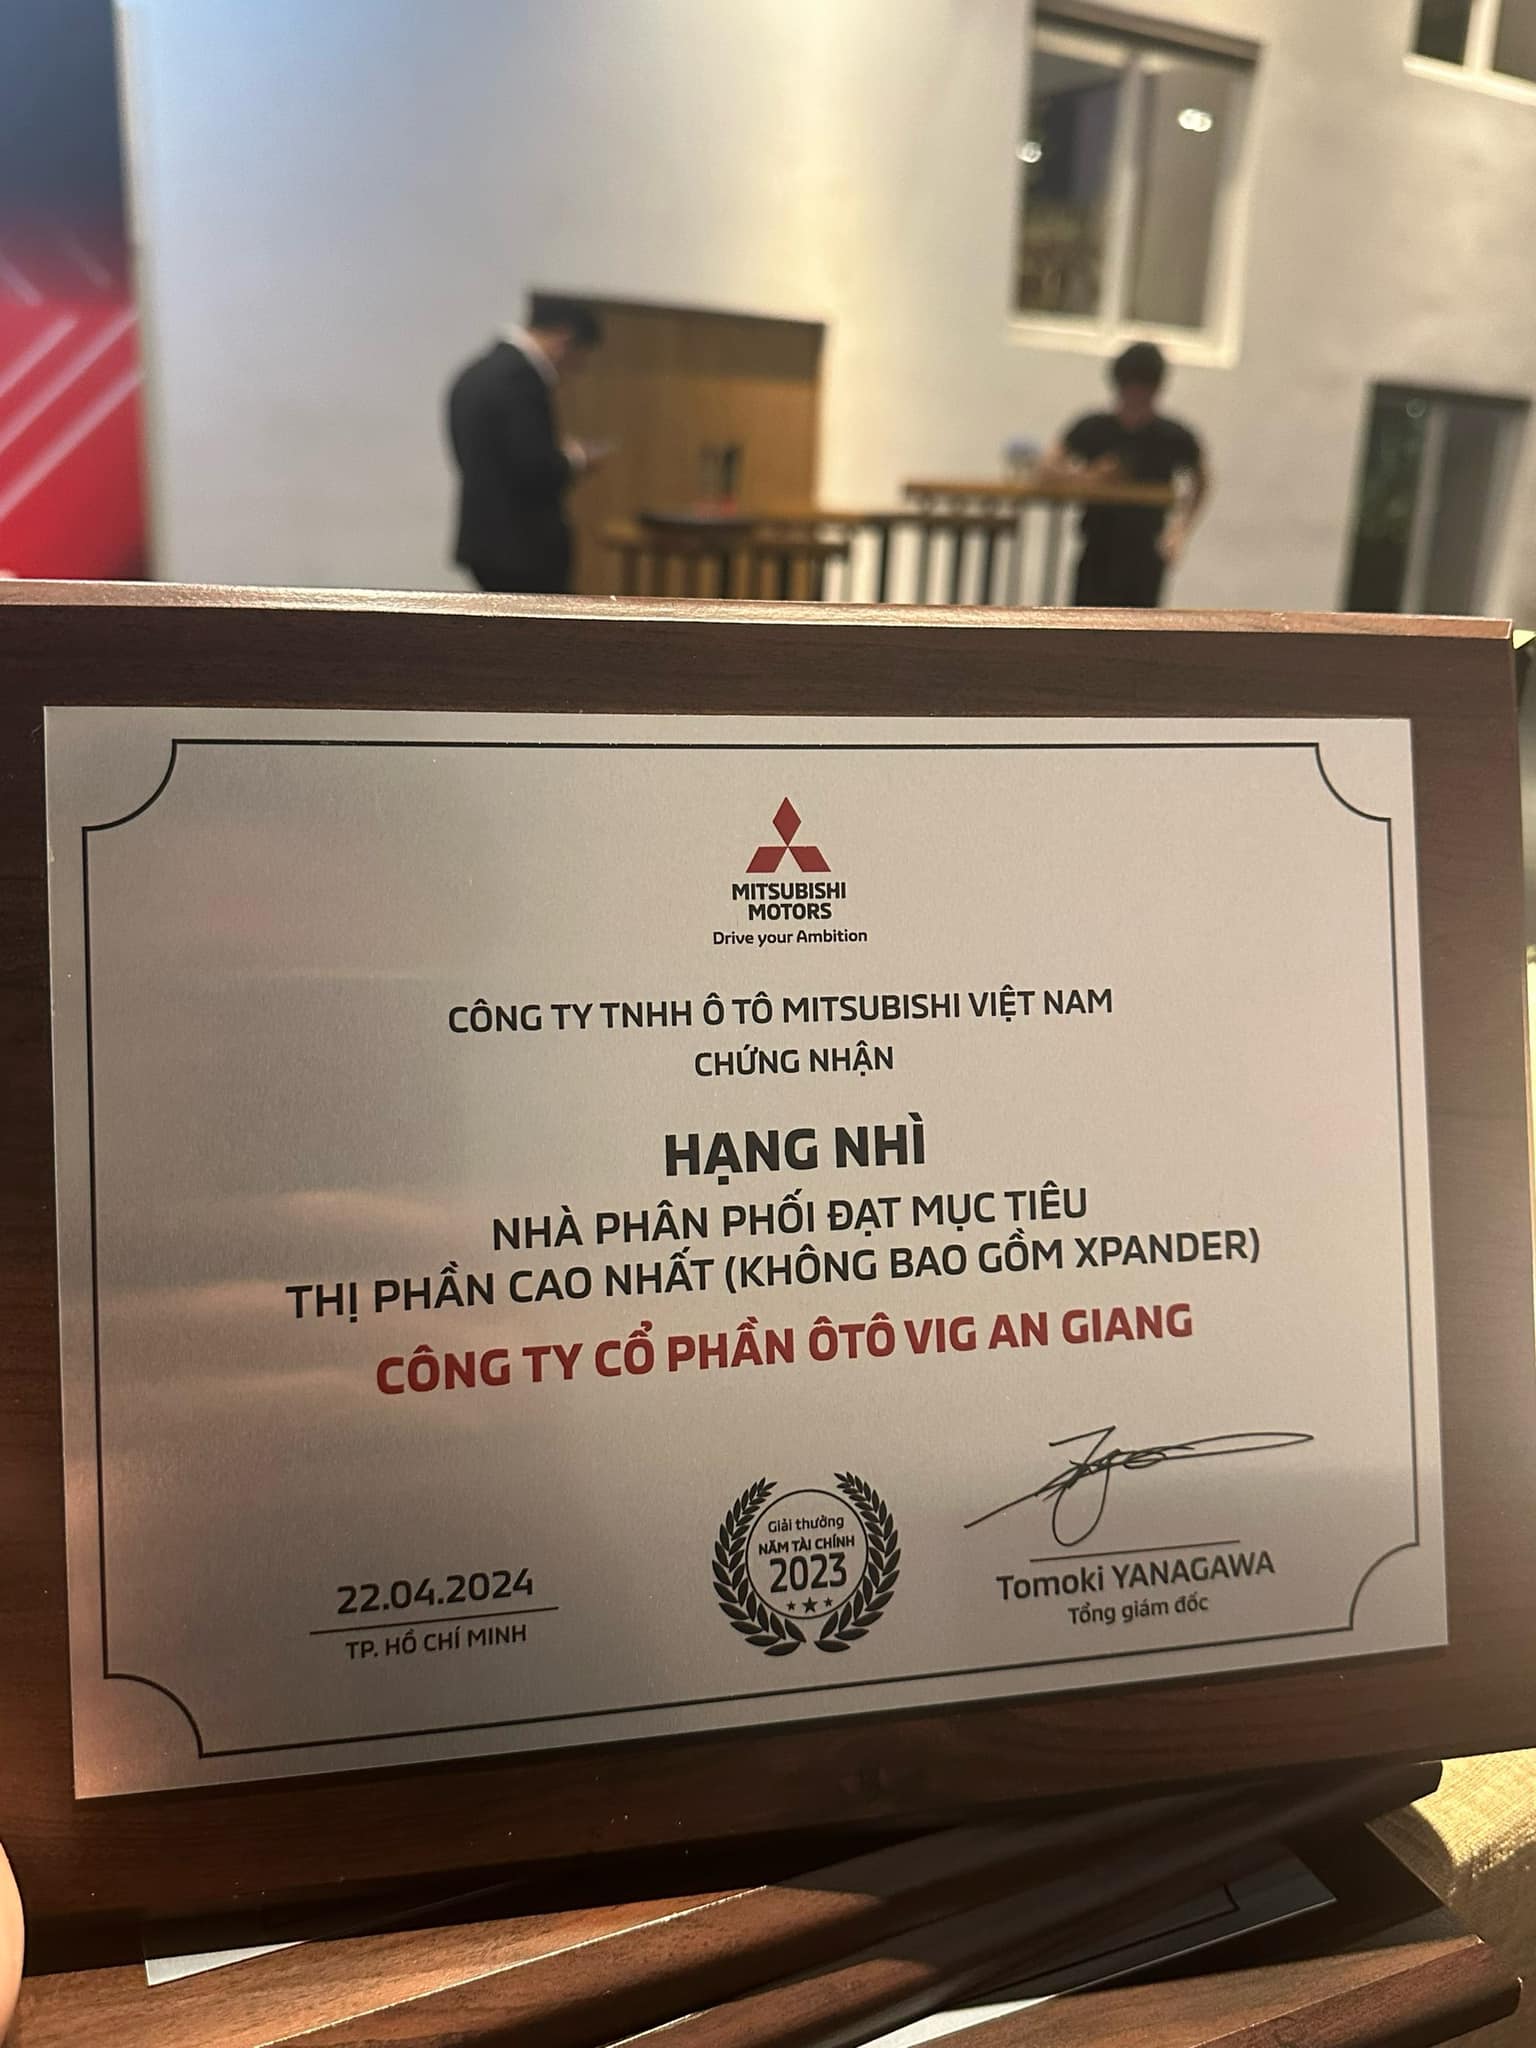 MITSUBISHI
MOTORS
Drive your Ambition
CÔNG TY TNHH Ô TÔ MITSUBISHI VIỆT NAM
CHỨNG NHẬN
HẠNG NHÌ
NHÀ PHÂN PHỐI ĐẠT MỤC TIÊU
THỊ PHẦN CAO NHẤT (KHÔNG BAO GỒM XPANDER)
CÔNG TY CỔ PHẦN ÔTÔ VIG AN GIANG
22.04.2024
TP. HỒ CHÍ MINH
Giải thưởng
NĂM TÀI CHÍNH
2023
Tomoki YANAGAWA
Tổng giám đốc